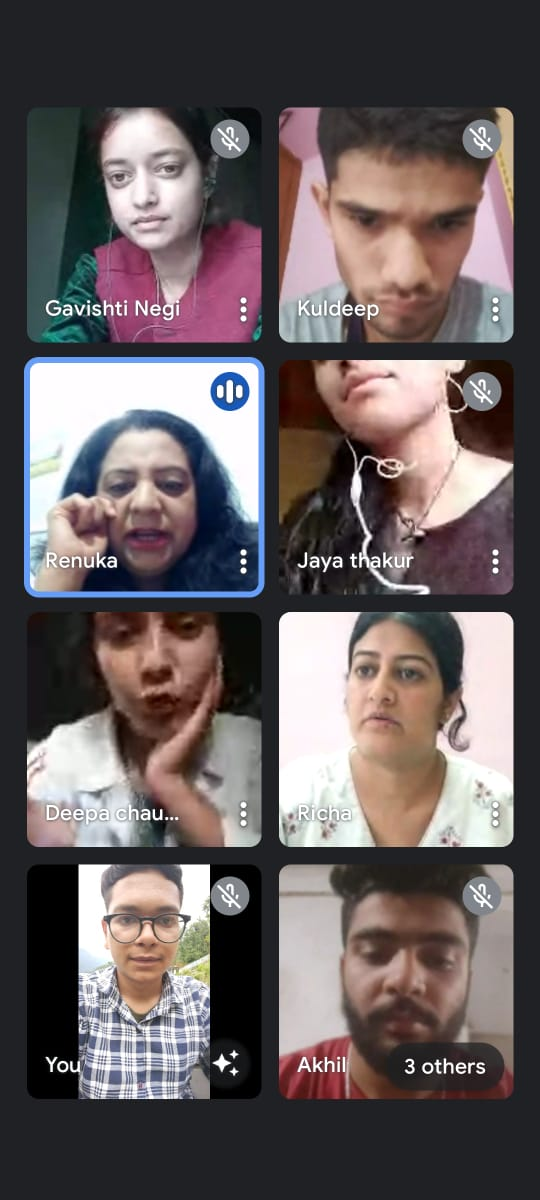 Gavishti Negi
Kuldeep
Renuka
Jaya thakur
Deepa chau...
Richa
You
Akhil
3 others